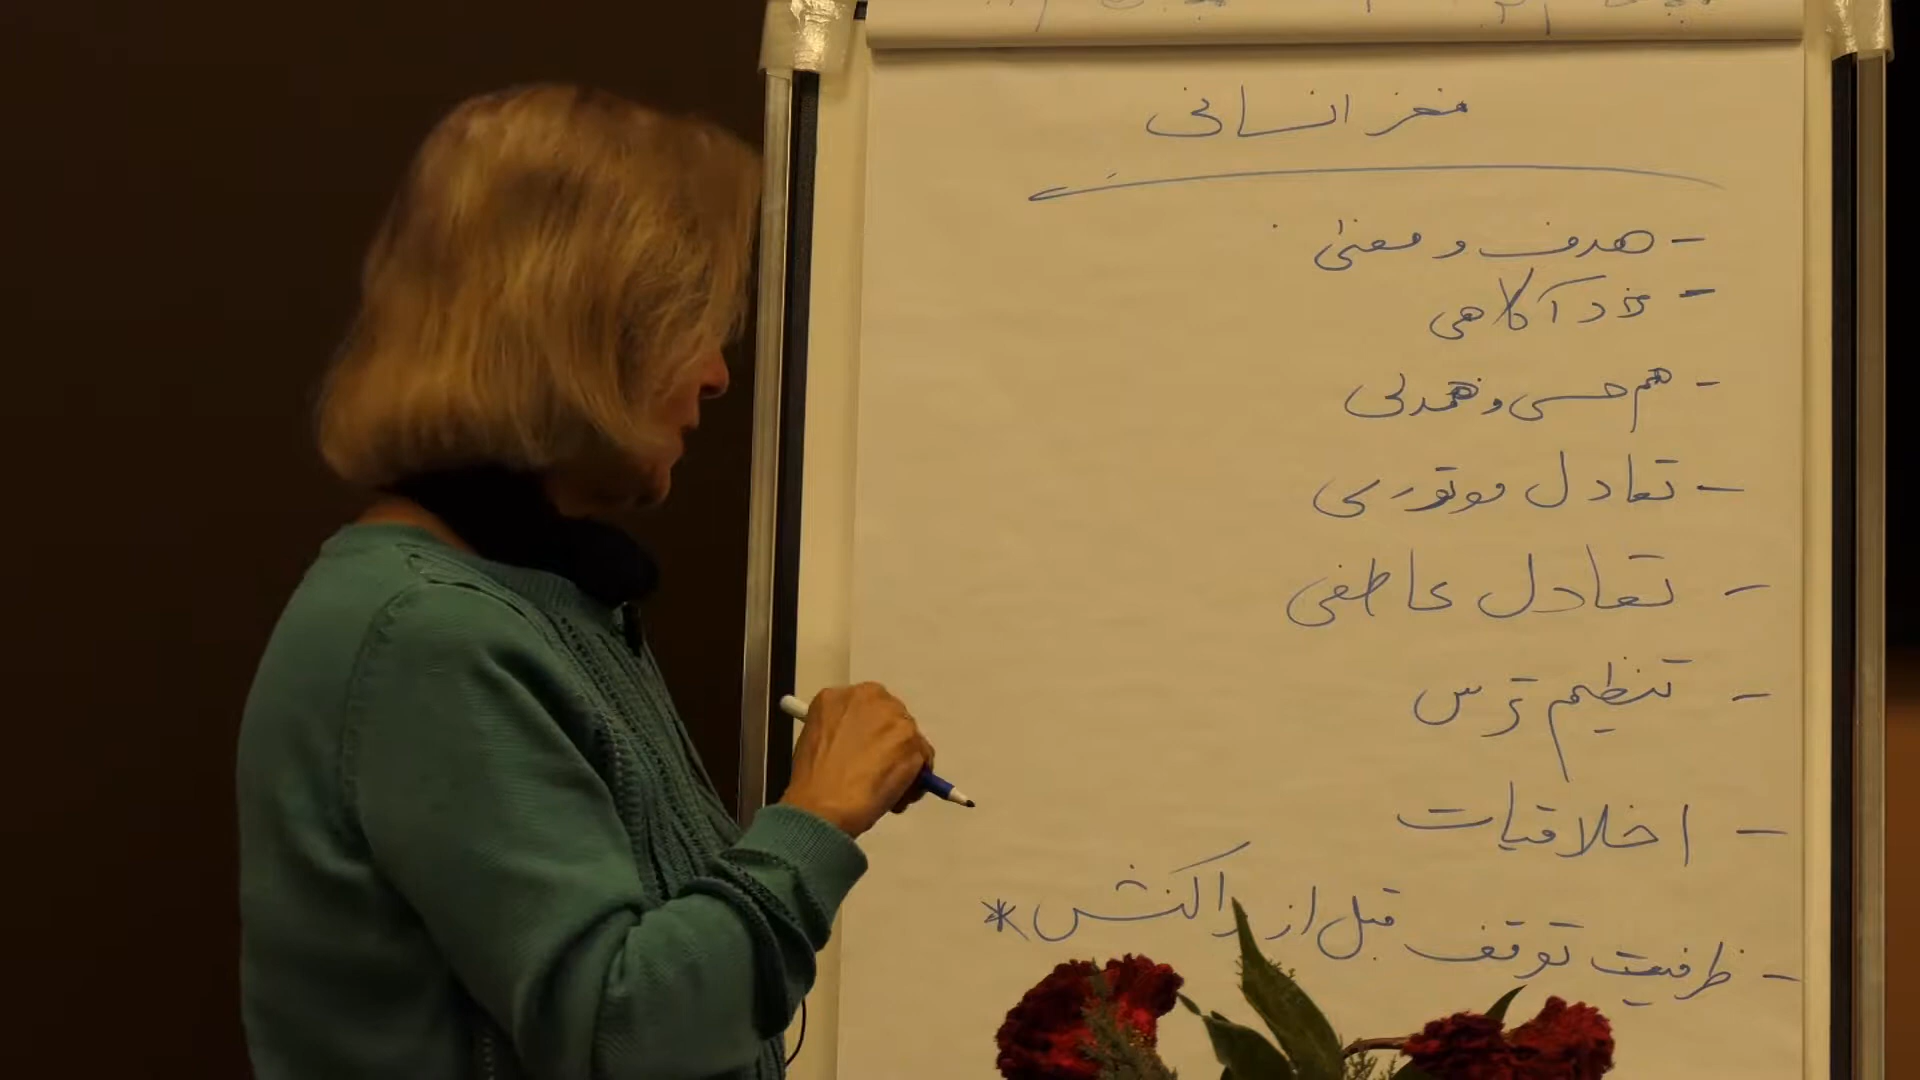 مغز انسانی
- هدف و معنی
- خودآگاهی
- هم حسی و همدلی
- تعادل موتوری
- تعادل عاطفی
- تنظیم ترس
- اخلاقیات
- ظرفیت توقف قبل از واکنش *